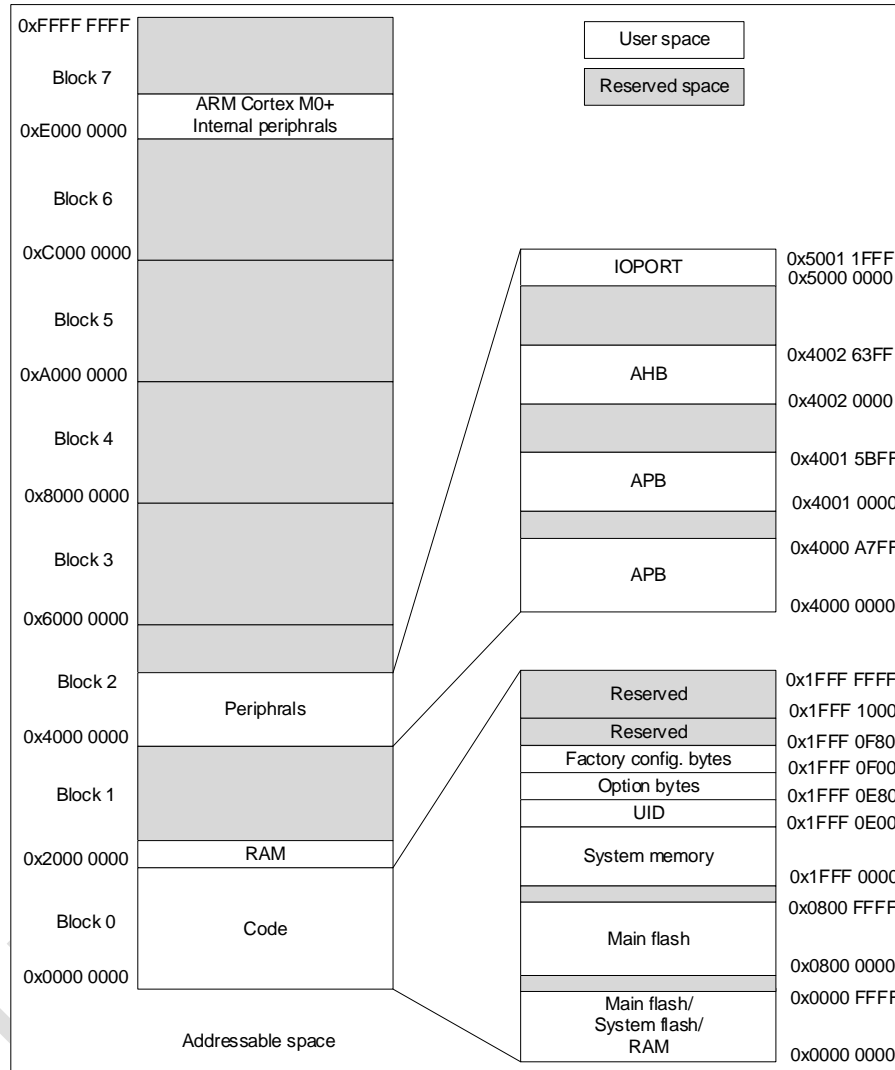 0xFFFF FFFF
Block 7
ARM Cortex M0+
Internal periphrals
0xE000 0000
Block 6
0xC000 0000
Block 5
0xA000 0000
Block 4
0x8000 0000
Block 3
0x6000 0000
Block 2
Periphrals
0x4000 0000
Block 1
0x2000 0000
RAM
Block 0
Code
0x0000 0000
Addressable space
User space
Reserved space
IOPORT
0x5001 1FFF
0x5000 0000
0x4002 63FF
AHB
0x4002 0000
0x4001 5BFF
APB
0x4001 0000
0x4000 A7FF
APB
0x4000 0000
0x1FFF FFFF
Reserved
0x1FFF 1000
Reserved
0x1FFF 0F80
Factory config. bytes
0x1FFF 0F00
Option bytes
0x1FFF 0E80
UID
0x1FFF 0E00
System memory
0x1FFF 0000
0x0800 FFFF
Main flash
0x0800 0000
0x0000 FFFF
Main flash/
System flash/
RAM
0x0000 0000